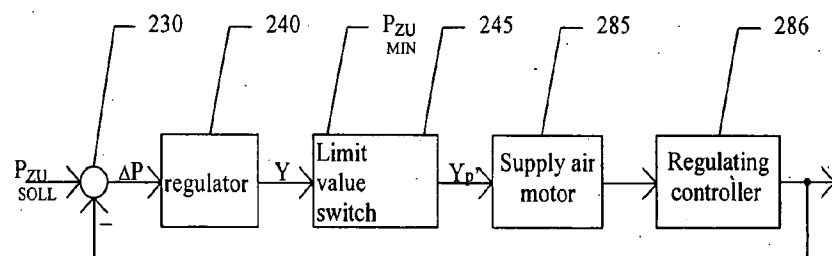 230
240
P_ZU MIN
245
285
286
P_ZU SOLL
ΔP
regulator
Y
Limit
value
switch
Yp'
Supply air
motor
Regulating
controller
−